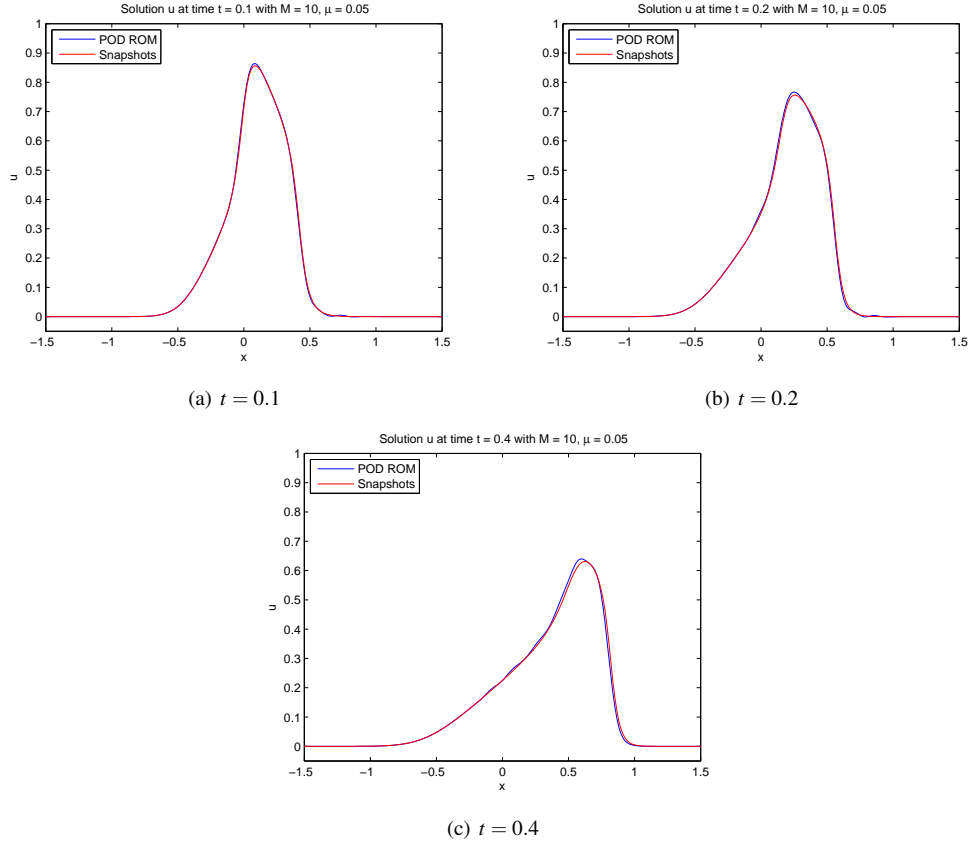 Solution u at time t = 0.1 with M = 10, μ = 0.05
POD ROM
Snapshots
1
0.9
0.8
0.7
0.6
0.5
0.4
0.3
0.2
0.1
0
u
−1.5 −1 −0.5 0 0.5 1 1.5
x
(a) t = 0.1
Solution u at time t = 0.2 with M = 10, μ = 0.05
POD ROM
Snapshots
1
0.9
0.8
0.7
0.6
0.5
0.4
0.3
0.2
0.1
0
u
−1.5 −1 −0.5 0 0.5 1 1.5
x
(b) t = 0.2
Solution u at time t = 0.4 with M = 10, μ = 0.05
POD ROM
Snapshots
1
0.9
0.8
0.7
0.6
0.5
0.4
0.3
0.2
0.1
0
u
−1.5 −1 −0.5 0 0.5 1 1.5
x
(c) t = 0.4